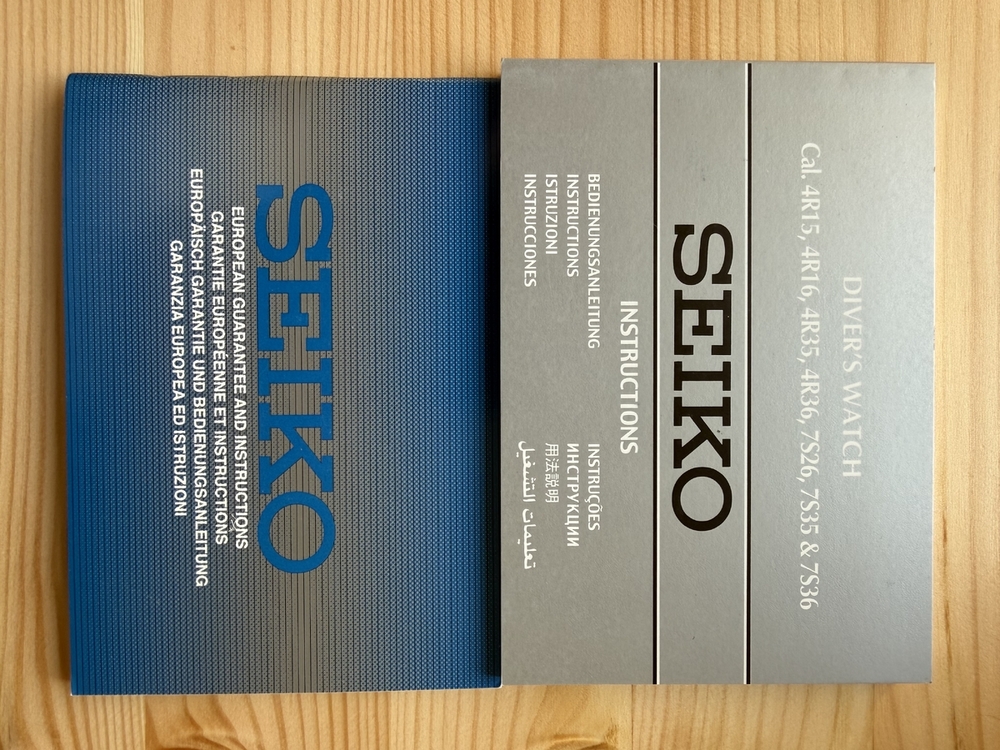 SEIKO
EUROPEAN GUARANTEE AND INSTRUCTIONS
GARANTIE EUROPÉENNE ET INSTRUCTIONS
EUROPÄISCH GARANTIE UND BEDIENUNGSANLEITUNG
GARANZIA EUROPEA ED ISTRUZIONI
DIVER'S WATCH
Cal. 4R15, 4R16, 4R35, 4R36, 7S26, 7S35 & 7S36
SEIKO
INSTRUCTIONS
BEDIENUNGSANLEITUNG
INSTRUCTIONS
ISTRUZIONI
INSTRUCCIONES
INSTRUÇÕES
ИНСТРУКЦИИ
用法説明
تعليمات التشغيل